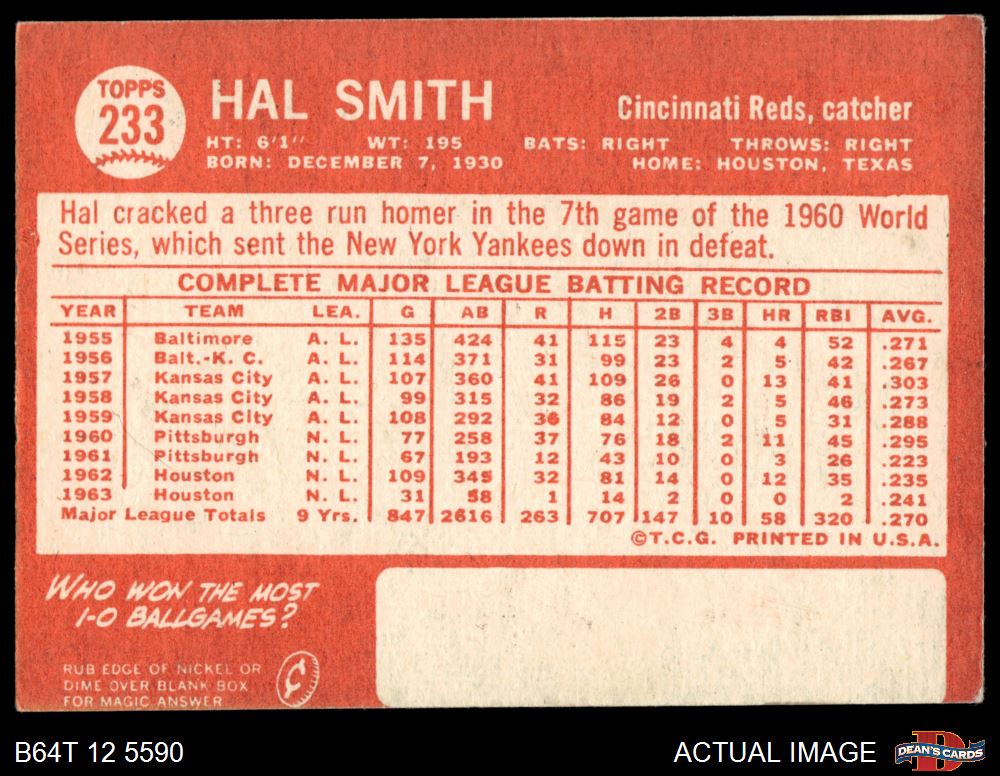 TOPPS
233
HAL SMITH
Cincinnati Reds, catcher
HT: 6'1" WT: 195 BATS: RIGHT THROWS: RIGHT
BORN: DECEMBER 7, 1930 HOME: HOUSTON, TEXAS
Hal cracked a three run homer in the 7th game of the 1960 World
Series, which sent the New York Yankees down in defeat.
COMPLETE MAJOR LEAGUE BATTING RECORD
YEAR TEAM LEA. G AB R H 2B 3B HR RBI AVG.
1955 Baltimore A. L. 135 424 41 115 23 4 4 52 .271
1956 Balt.-K. C. A. L. 114 371 31 99 23 2 5 42 .267
1957 Kansas City A. L. 107 360 41 109 26 0 13 41 .303
1958 Kansas City A. L. 99 315 32 86 19 2 5 46 .273
1959 Kansas City A. L. 108 292 36 84 12 0 5 31 .288
1960 Pittsburgh N. L. 77 258 37 76 18 2 11 45 .295
1961 Pittsburgh N. L. 67 193 12 43 10 0 3 26 .223
1962 Houston N. L. 109 345 32 81 14 0 12 35 .235
1963 Houston N. L. 31 58 1 14 2 0 0 2 .241
Major League Totals 9 Yrs. 847 2616 263 707 147 10 58 320 .270
©T.C.G. PRINTED IN U.S.A.
WHO WON THE MOST
1-0 BALLGAMES?
RUB EDGE OF NICKEL OR
DIME OVER BLANK BOX
FOR MAGIC ANSWER
B64T 12 5590
ACTUAL IMAGE
DEAN'S CARDS